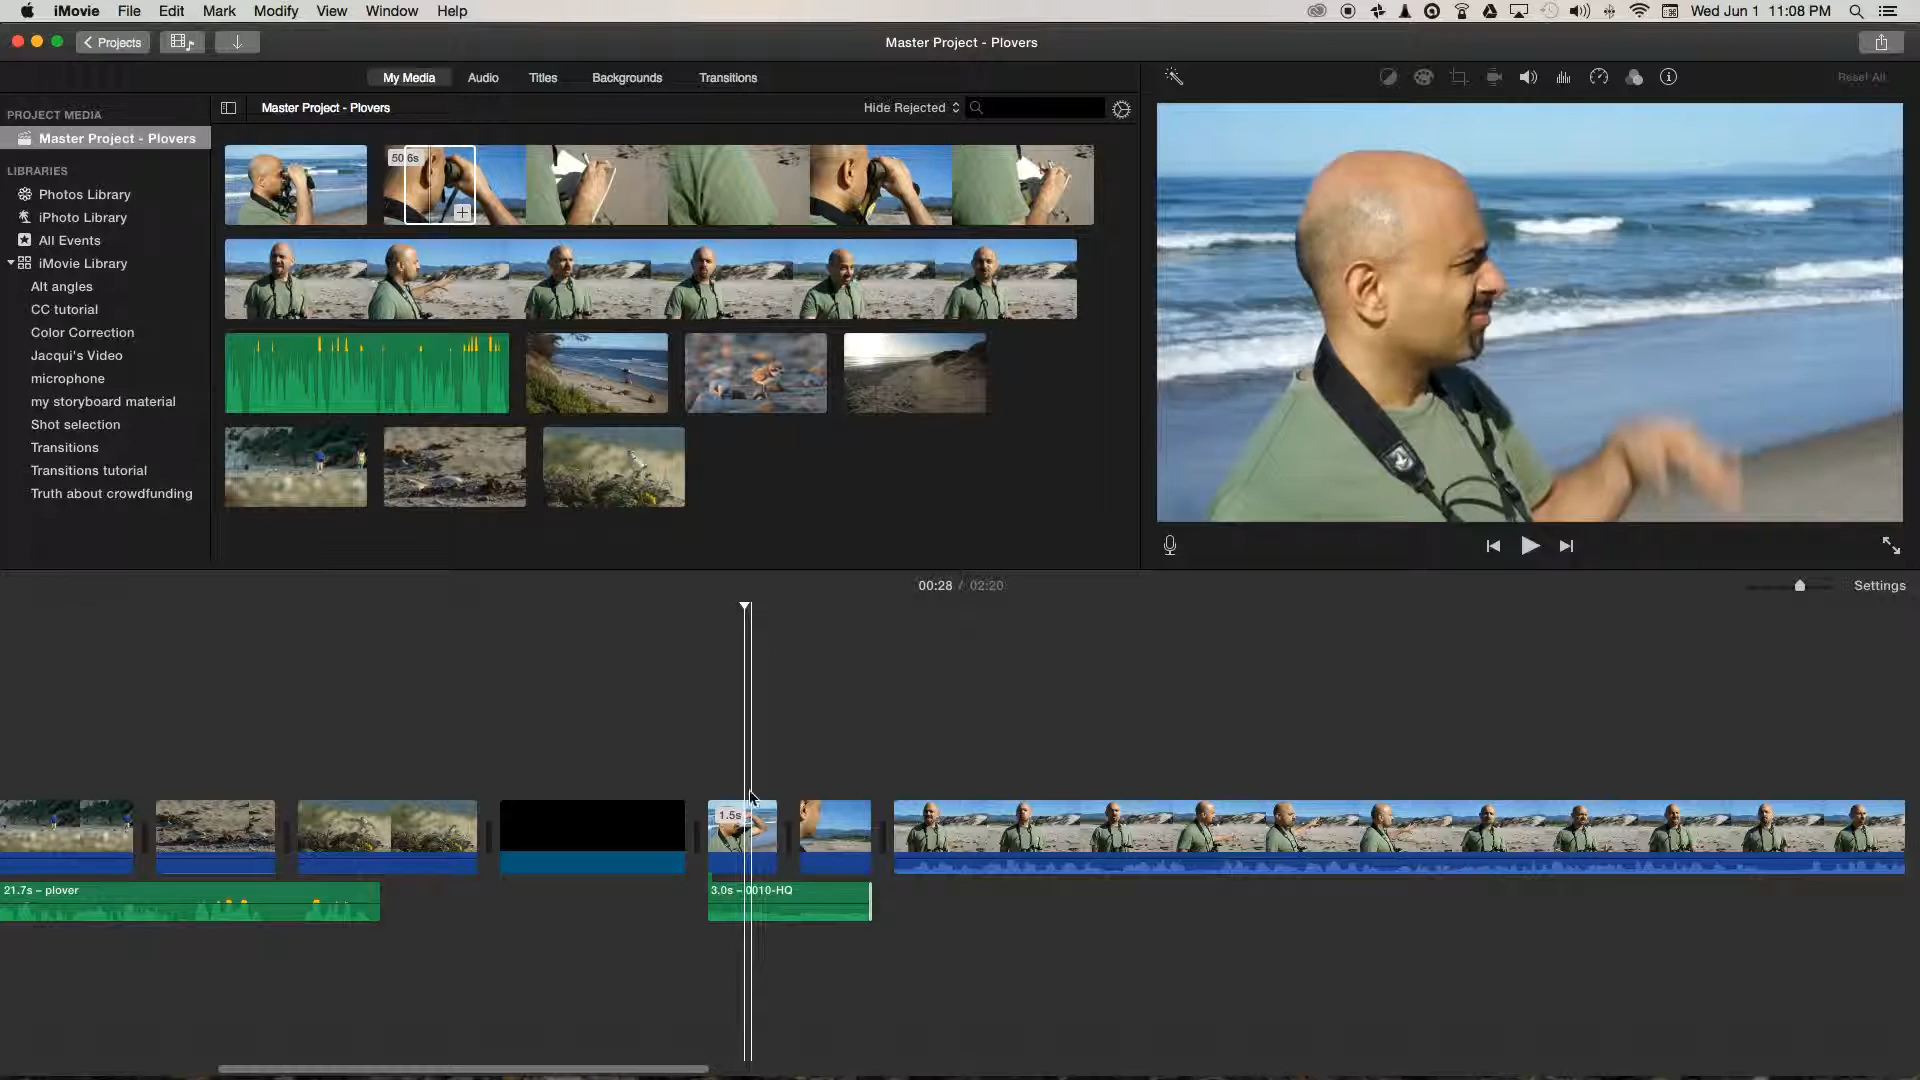 iMovie File Edit Mark Modify View Window Help Wed Jun 1 11:08 PM
Projects
Master Project - Plovers
My Media Audio Titles Backgrounds Transitions
Reset All
PROJECT MEDIA
Master Project - Plovers
Hide Rejected
Master Project - Plovers
LIBRARIES
Photos Library
iPhoto Library
All Events
iMovie Library
Alt angles
CC tutorial
Color Correction
Jacqui's Video
microphone
my storyboard material
Shot selection
Transitions
Transitions tutorial
Truth about crowdfunding
50.6s
00:28 / 02:20
Settings
1.5s
21.7s – plover
3.0s – 0010-HQ